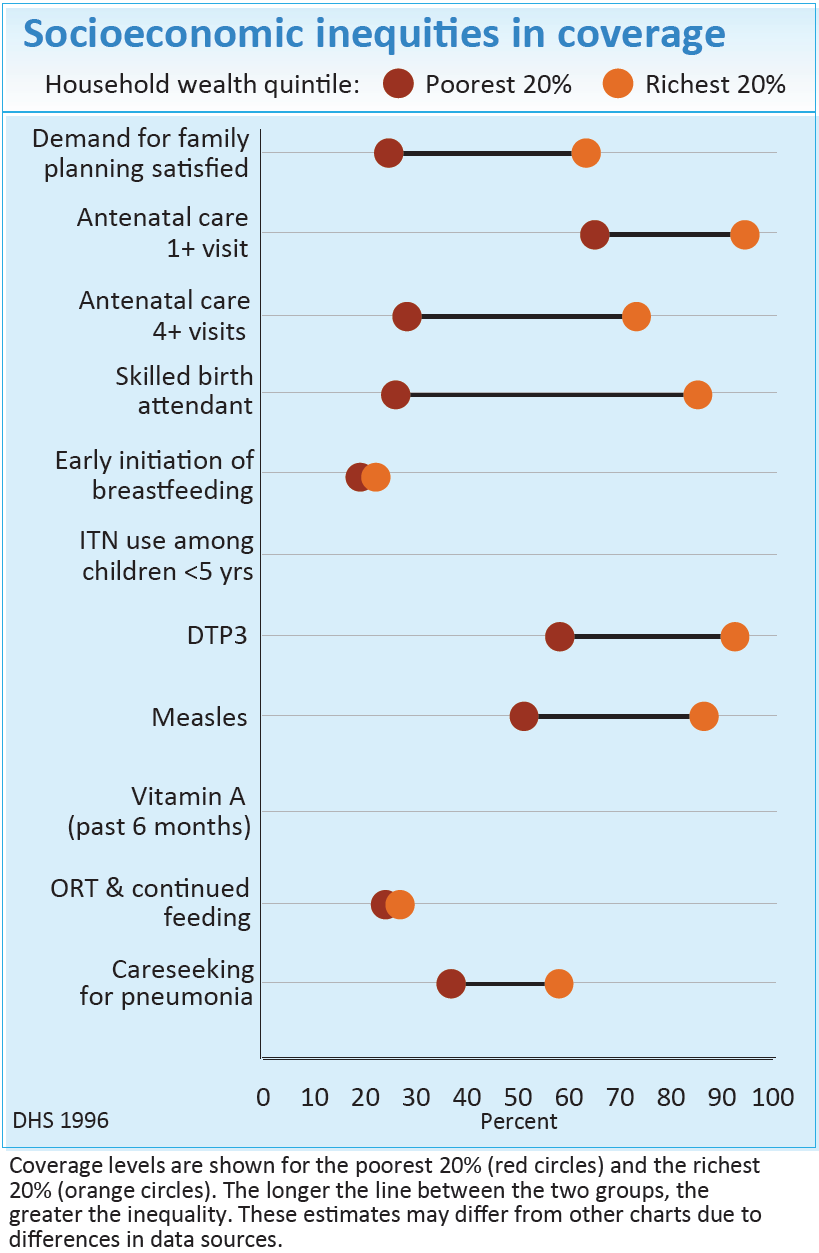 Socioeconomic inequities in coverage
Household wealth quintile: Poorest 20% Richest 20%
Demand for family
planning satisfied
Antenatal care
1+ visit
Antenatal care
4+ visits
Skilled birth
attendant
Early initiation of
breastfeeding
ITN use among
children <5 yrs
DTP3
Measles
Vitamin A
(past 6 months)
ORT & continued
feeding
Careseeking
for pneumonia
0 10 20 30 40 50 60 70 80 90 100
Percent
DHS 1996
Coverage levels are shown for the poorest 20% (red circles) and the richest
20% (orange circles). The longer the line between the two groups, the
greater the inequality. These estimates may differ from other charts due to
differences in data sources.